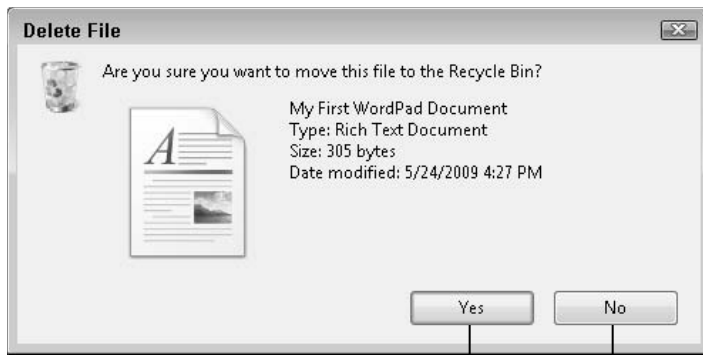 Delete File
Are you sure you want to move this file to the Recycle Bin?
My First WordPad Document
Type: Rich Text Document
Size: 305 bytes
Date modified: 5/24/2009 4:27 PM
A
Yes No